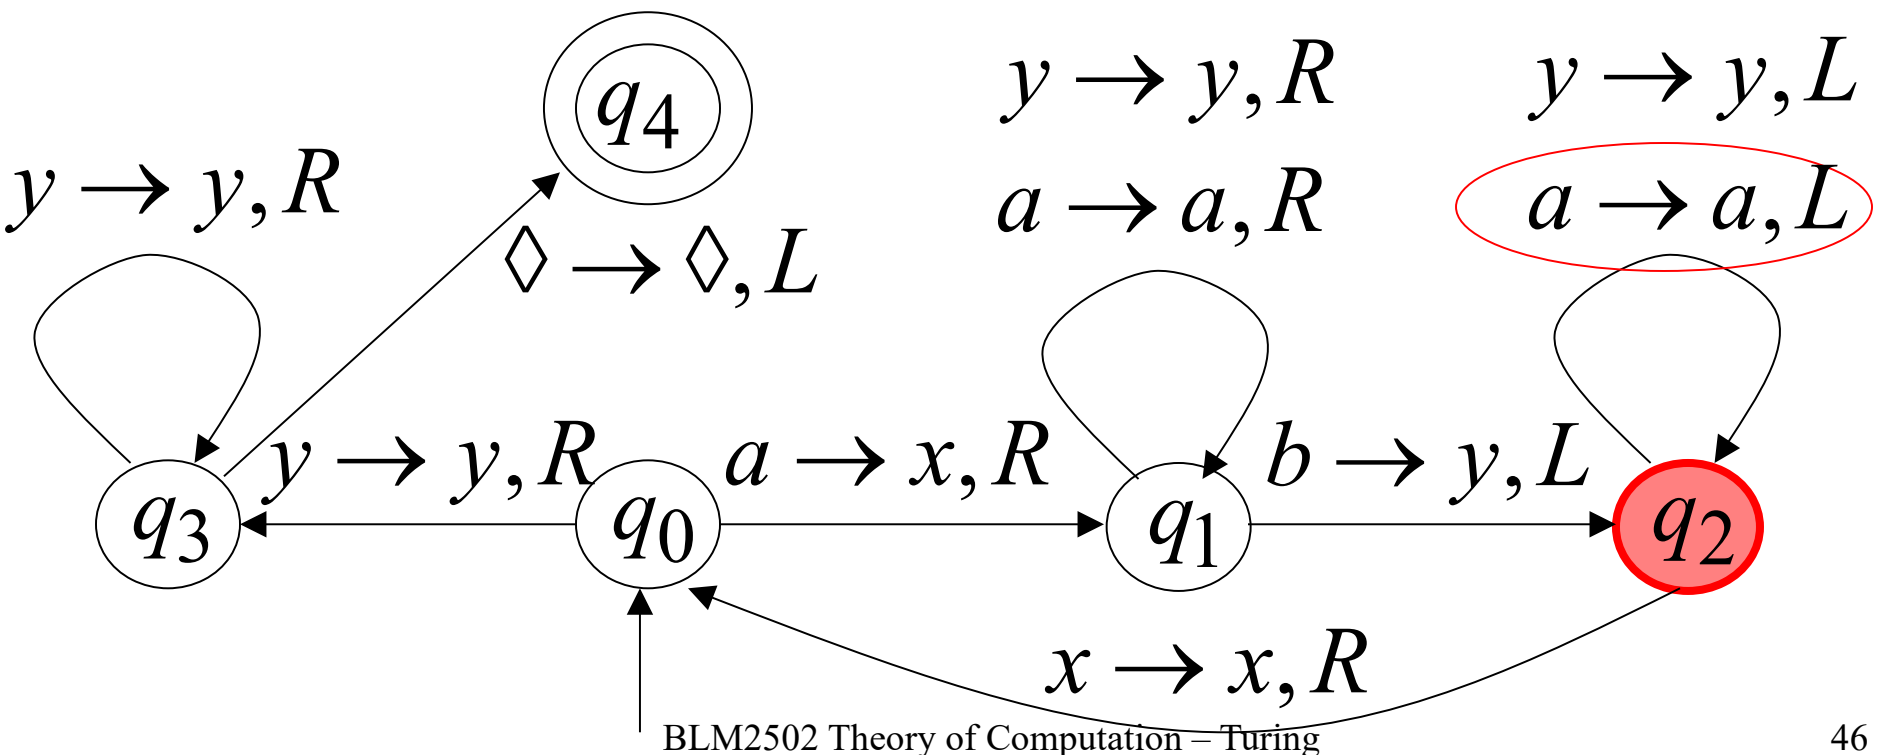 q4
y → y, R
y → y, L
y → y, R
a → a, R
a → a, L
◊ → ◊, L
y → y, R
a → x, R
b → y, L
q3
q0
q1
q2
x → x, R
BLM2502 Theory of Computation – Turing
46